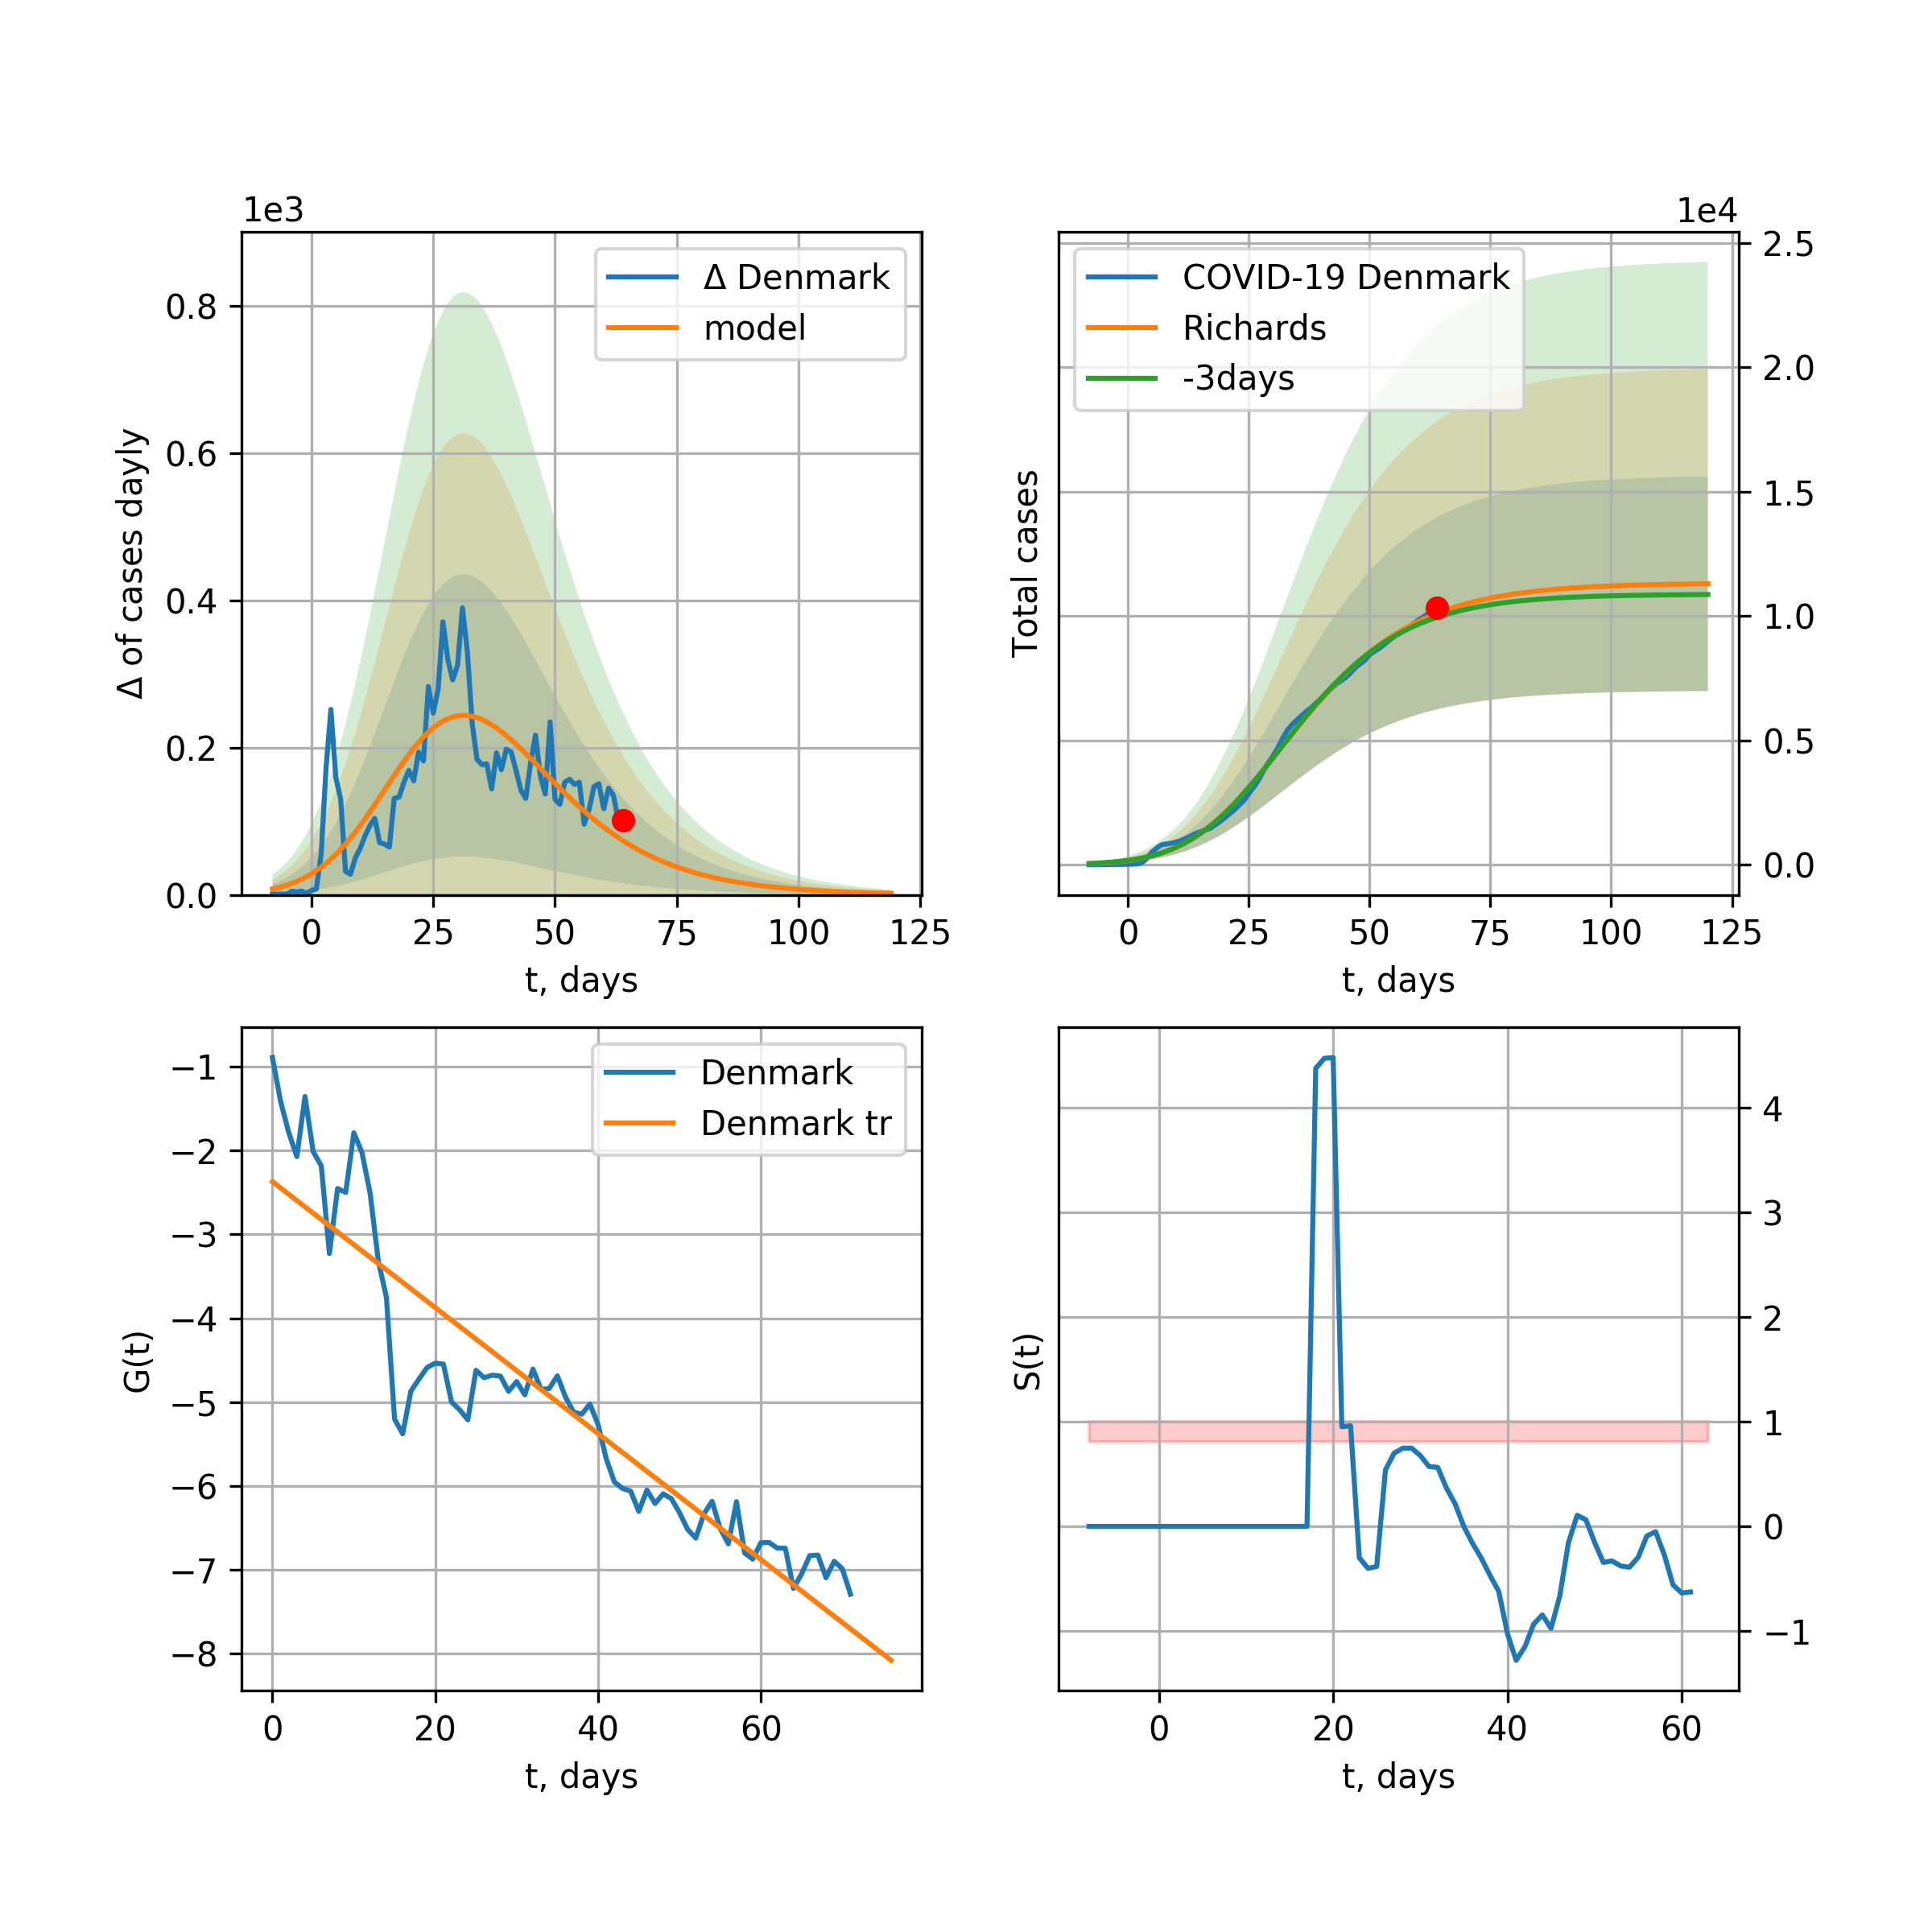 1e3
Δ Denmark
model
0.8
0.6
0.4
0.2
0.0
Δ of cases dayly
0 25 50 75 100 125
t, days
1e4
COVID-19 Denmark
Richards
-3days
2.5
2.0
1.5
1.0
0.5
0.0
Total cases
0 25 50 75 100 125
t, days
Denmark
Denmark tr
−1
−2
−3
−4
−5
−6
−7
−8
G(t)
0 20 40 60
t, days
4
3
2
1
0
−1
S(t)
0 20 40 60
t, days